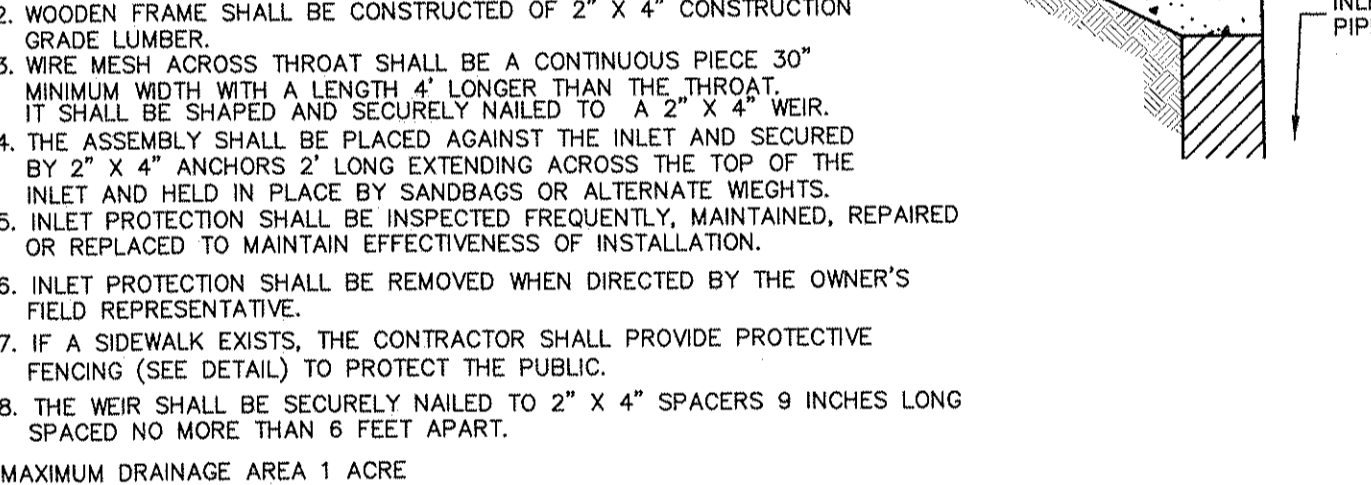 2. WOODEN FRAME SHALL BE CONSTRUCTED OF 2" X 4" CONSTRUCTION
GRADE LUMBER.
3. WIRE MESH ACROSS THROAT SHALL BE A CONTINUOUS PIECE 30"
MINIMUM WIDTH WITH A LENGTH 4' LONGER THAN THE THROAT.
IT SHALL BE SHAPED AND SECURELY NAILED TO A 2" X 4" WEIR.
4. THE ASSEMBLY SHALL BE PLACED AGAINST THE INLET AND SECURED
BY 2" X 4" ANCHORS 2' LONG EXTENDING ACROSS THE TOP OF THE
INLET AND HELD IN PLACE BY SANDBAGS OR ALTERNATE WIEGHTS.
5. INLET PROTECTION SHALL BE INSPECTED FREQUENTLY, MAINTAINED, REPAIRED
OR REPLACED TO MAINTAIN EFFECTIVENESS OF INSTALLATION.
6. INLET PROTECTION SHALL BE REMOVED WHEN DIRECTED BY THE OWNER'S
FIELD REPRESENTATIVE.
7. IF A SIDEWALK EXISTS, THE CONTRACTOR SHALL PROVIDE PROTECTIVE
FENCING (SEE DETAIL) TO PROTECT THE PUBLIC.
8. THE WEIR SHALL BE SECURELY NAILED TO 2" X 4" SPACERS 9 INCHES LONG
SPACED NO MORE THAN 6 FEET APART.
MAXIMUM DRAINAGE AREA 1 ACRE